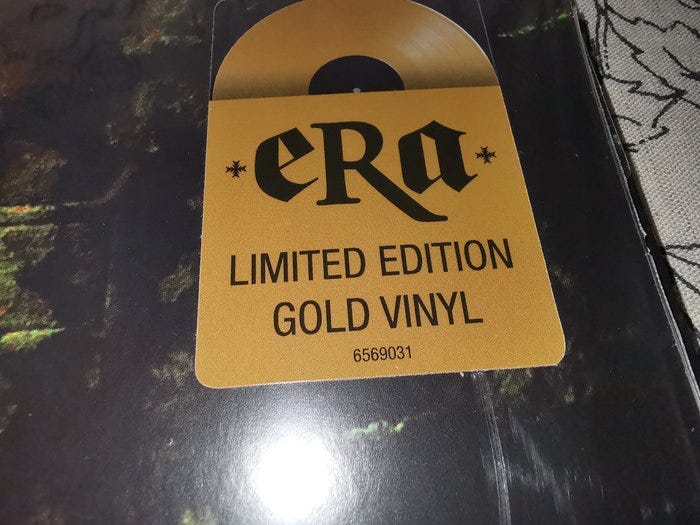 eRa
LIMITED EDITION
GOLD VINYL
6569031